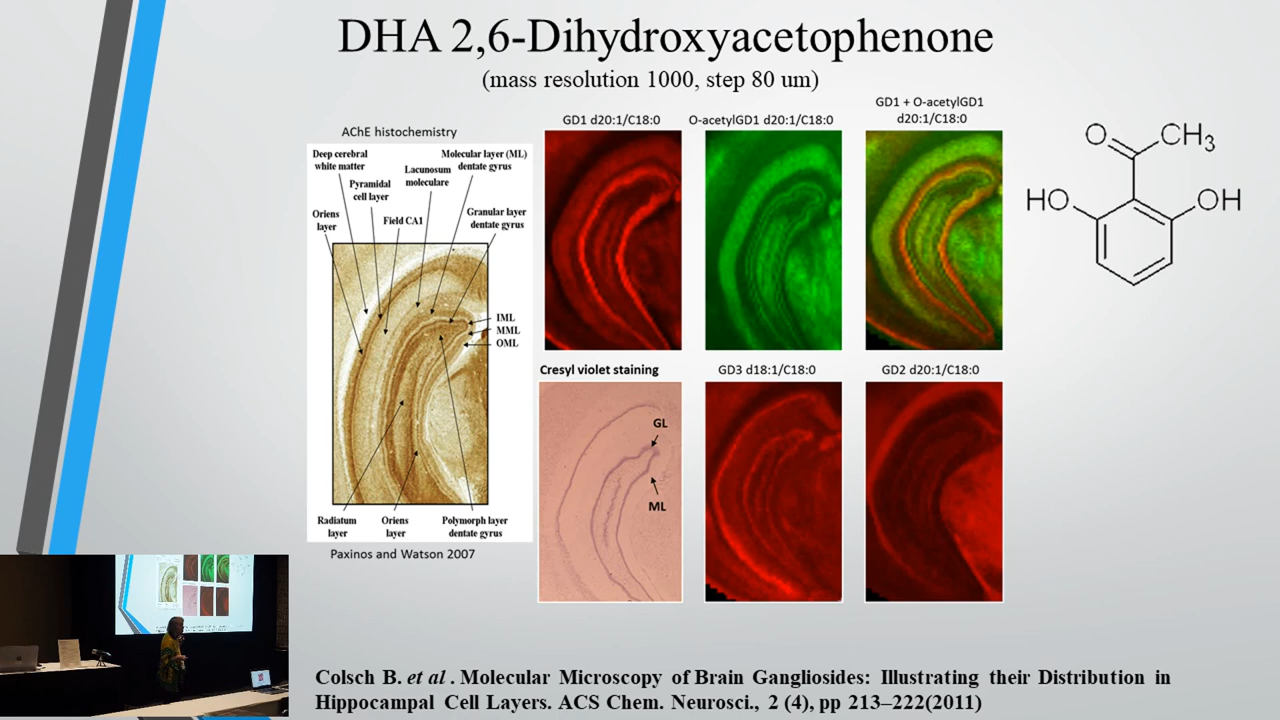 DHA 2,6-Dihydroxyacetophenone
(mass resolution 1000, step 80 um)
AChE histochemistry
Deep cerebral
white matter
Pyramidal
cell layer
Oriens
layer
Field CA1
Lacunosum
moleculare
Molecular layer (ML)
dentate gyrus
Granular layer
dentate gyrus
IML
MML
OML
Radiatum
layer
Oriens
layer
Polymorph layer
dentate gyrus
Paxinos and Watson 2007
GD1 d20:1/C18:0
O-acetylGD1 d20:1/C18:0
GD1 + O-acetylGD1
d20:1/C18:0
Cresyl violet staining
GL
ML
GD3 d18:1/C18:0
GD2 d20:1/C18:0
O
CH3
HO
OH
Colsch B. et al . Molecular Microscopy of Brain Gangliosides: Illustrating their Distribution in
Hippocampal Cell Layers. ACS Chem. Neurosci., 2 (4), pp 213–222(2011)